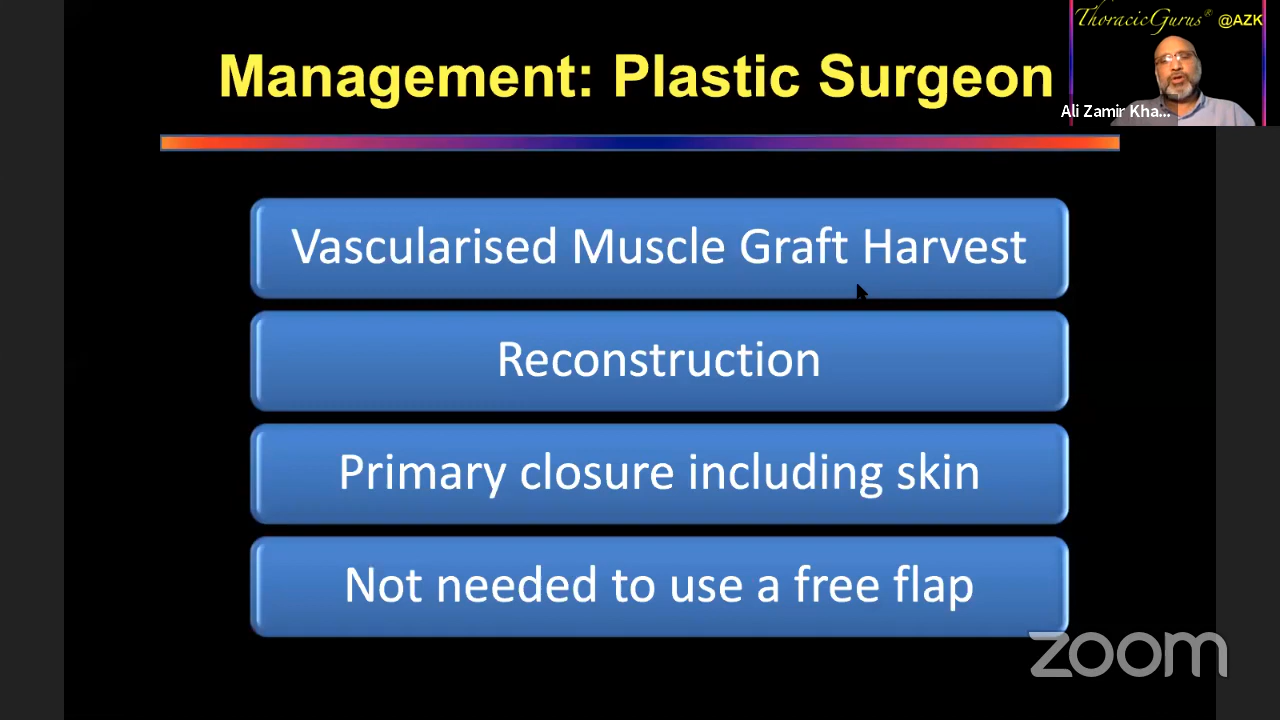 ThoracicGurus® @AZK
Management: Plastic Surgeon
Ali Zamir Kha...
Vascularised Muscle Graft Harvest
Reconstruction
Primary closure including skin
Not needed to use a free flap
zoom